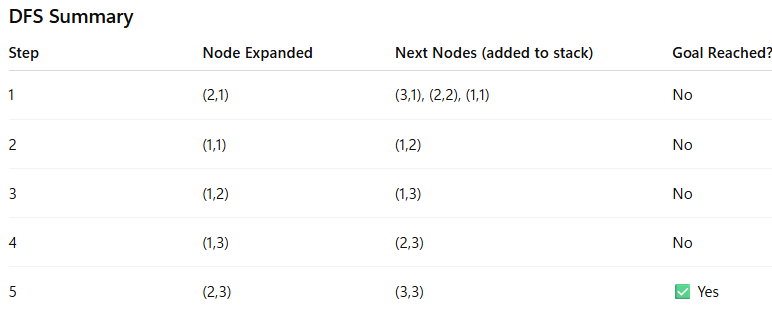 DFS Summary
Step Node Expanded Next Nodes (added to stack) Goal Reached?
1 (2,1) (3,1), (2,2), (1,1) No
2 (1,1) (1,2) No
3 (1,2) (1,3) No
4 (1,3) (2,3) No
5 (2,3) (3,3) ✅ Yes